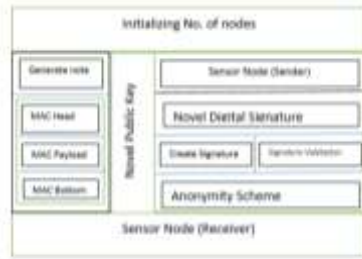 Initializing No. of nodes
Generate note
Sensor Node (Sender)
MAC Head
Novel Public Key
Novel Digital Signature
MAC Payload
Create Signature
Signature Validation
MAC Bottom
Anonymity Scheme
Sensor Node (Receiver)